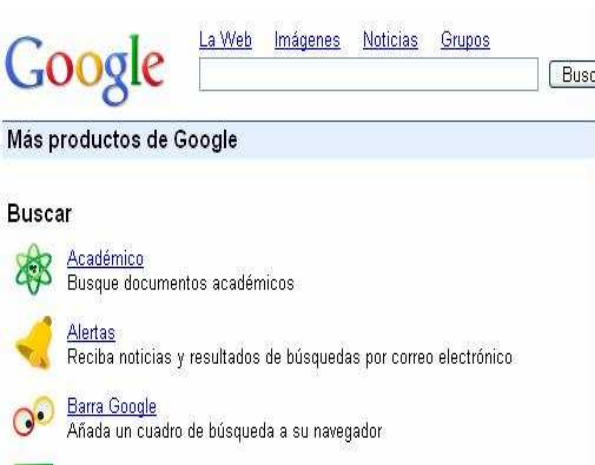 Google
La Web Imágenes Noticias Grupos
Más productos de Google
Buscar
Académico
Busque documentos académicos
Alertas
Reciba noticias y resultados de búsquedas por correo electrónico
Barra Google
Añada un cuadro de búsqueda a su navegador